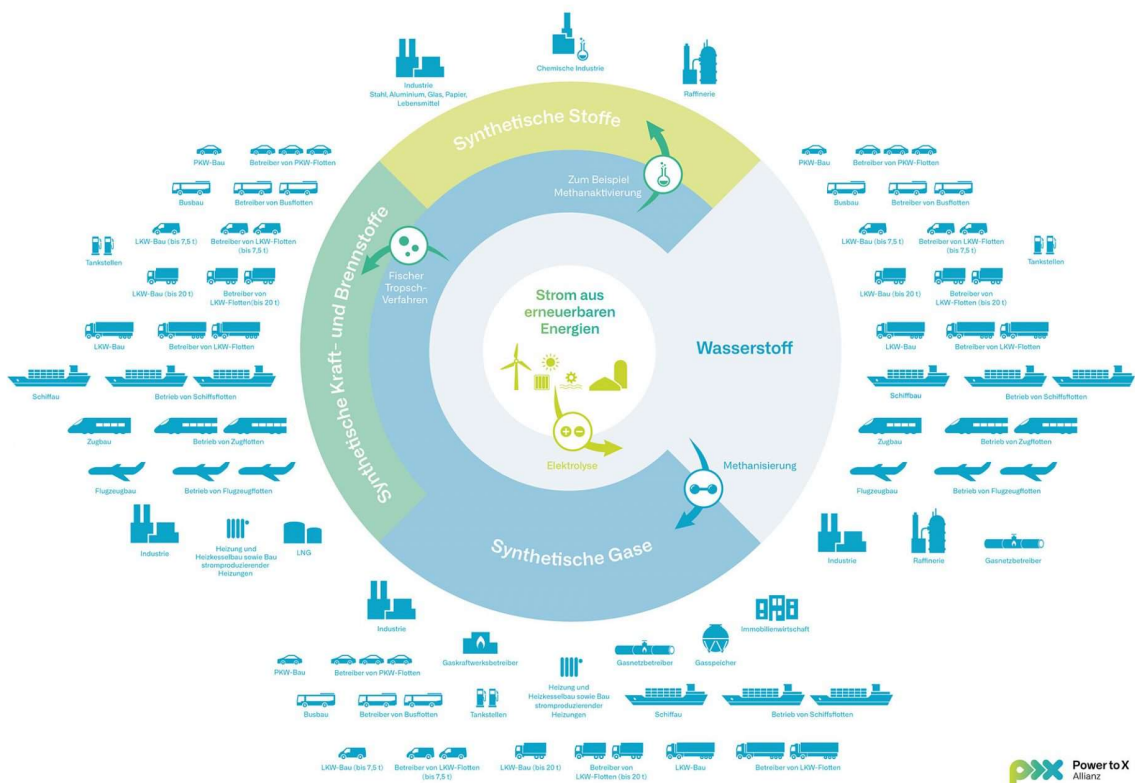 Industrie
Stahl, Aluminium, Glas, Papier,
Lebensmittel
Chemische Industrie
Raffinerie
Synthetische Stoffe
Zum Beispiel
Methanaktivierung
Synthetische Kraft- und Brennstoffe
Fischer
Tropsch-
Verfahren
Strom aus
erneuerbaren
Energien
Elektrolyse
Wasserstoff
Methanisierung
Synthetische Gase
PKW-Bau
Betreiber von PKW-Flotten
Busbau
Betreiber von Busflotten
LKW-Bau (bis 7,5 t)
Betreiber von LKW-Flotten
(bis 7,5 t)
Tankstellen
LKW-Bau (bis 20 t)
Betreiber von
LKW-Flotten(bis 20 t)
LKW-Bau
Betreiber von LKW-Flotten
Schiffau
Betrieb von Schiffsflotten
Zugbau
Betrieb von Zugflotten
Flugzeugbau
Betrieb von Flugzeugflotten
Industrie
Heizung und
Heizkesselbau sowie Bau
stromproduzierender
Heizungen
LNG
PKW-Bau
Betreiber von PKW-Flotten
Busbau
Betreiber von Busflotten
LKW-Bau (bis 7,5 t)
Betreiber von LKW-Flotten
(bis 7,5 t)
Tankstellen
LKW-Bau (bis 20 t)
Betreiber von
LKW-Flotten (bis 20 t)
LKW-Bau
Betreiber von LKW-Flotten
Schiffbau
Betrieb von Schiffsflotten
Zugbau
Betrieb von Zugflotten
Flugzeugbau
Betrieb von Flugzeugflotten
Industrie
Raffinerie
Gasnetzbetreiber
Industrie
Gaskraftwerksbetreiber
Gasnetzbetreiber
Gasspeicher
Immobilienwirtschaft
PKW-Bau
Betreiber von PKW-Flotten
Heizung und
Heizkesselbau sowie Bau
stromproduzierender
Heizungen
Busbau
Betreiber von Busflotten
Tankstellen
Schiffau
Betrieb von Schiffsflotten
LKW-Bau (bis 7,5 t)
Betreiber von LKW-Flotten
(bis 7,5 t)
LKW-Bau (bis 20 t)
Betreiber von
LKW-Flotten (bis 20 t)
LKW-Bau
Betreiber von LKW-Flotten
Power to X
Allianz